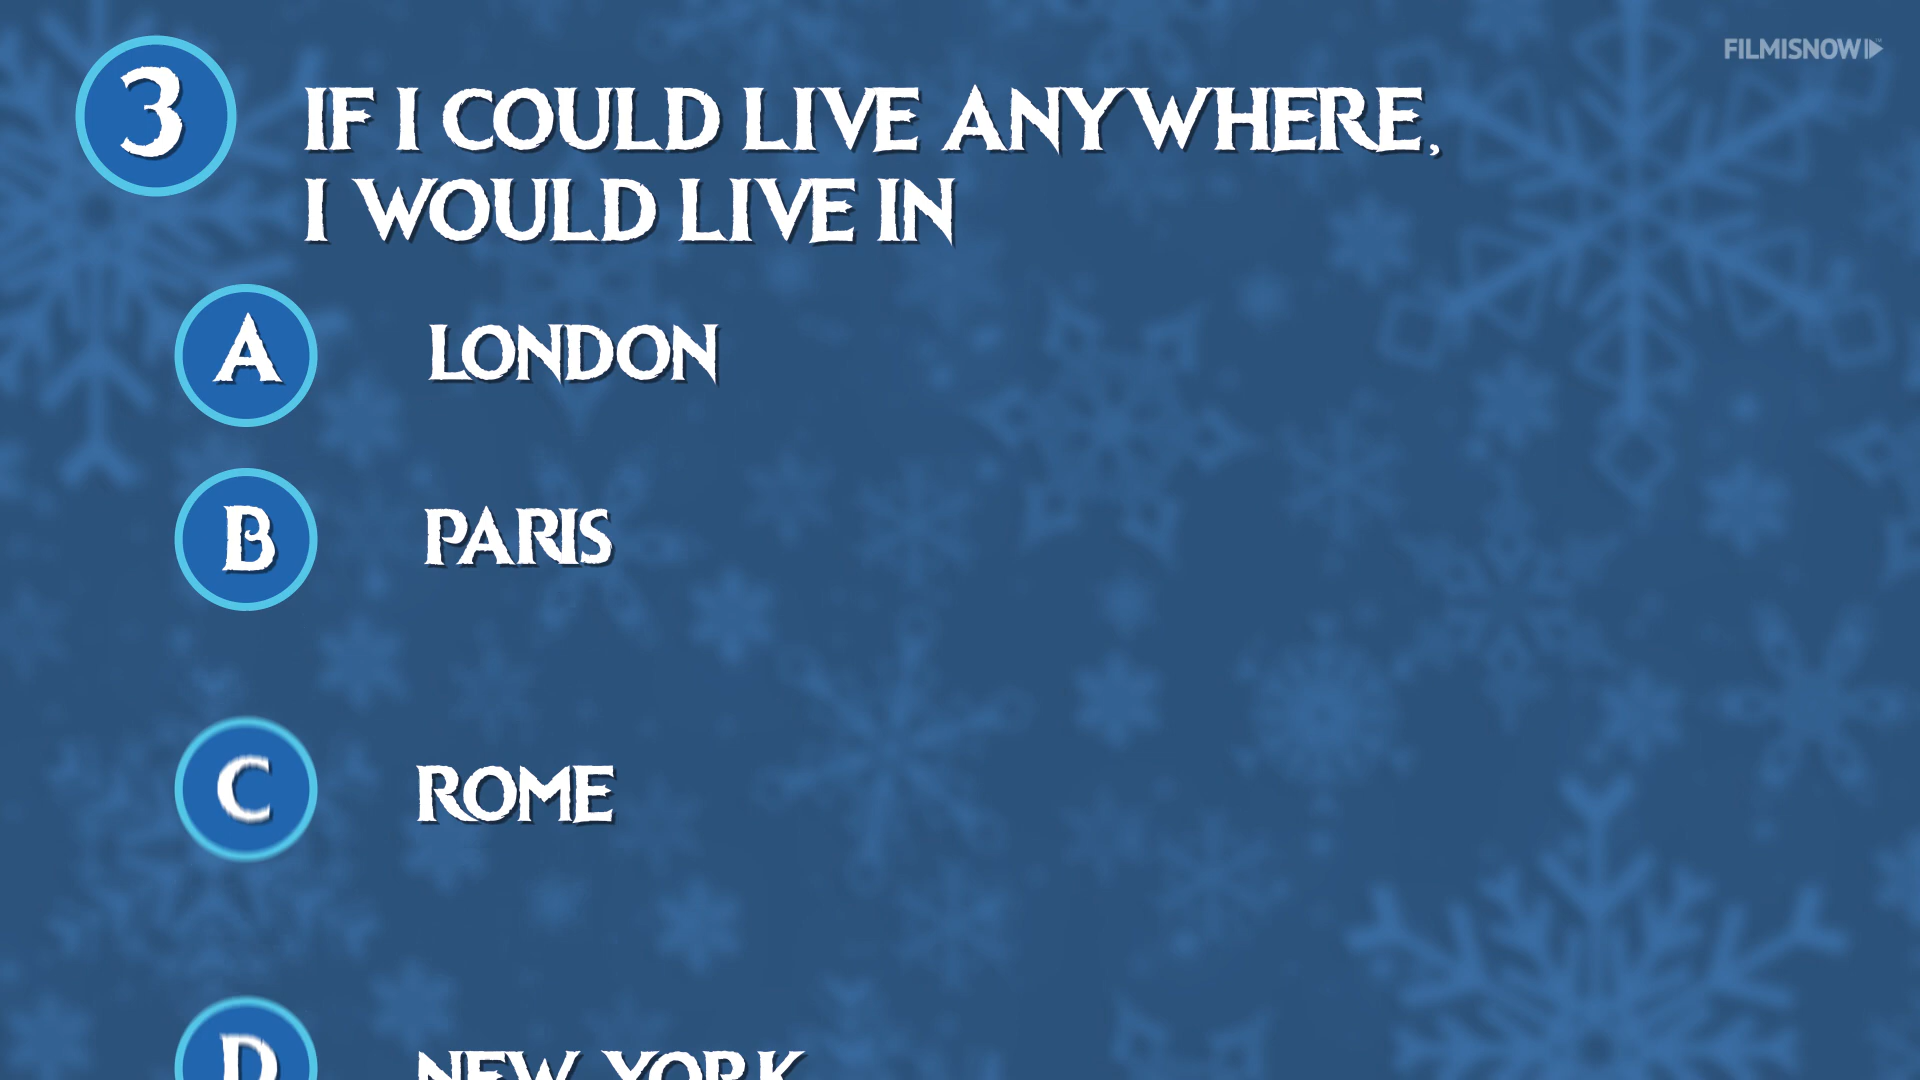 FILMISNOW
3 IF I COULD LIVE ANYWHERE,
I WOULD LIVE IN
A LONDON
B PARIS
C ROME
D NEW YORK